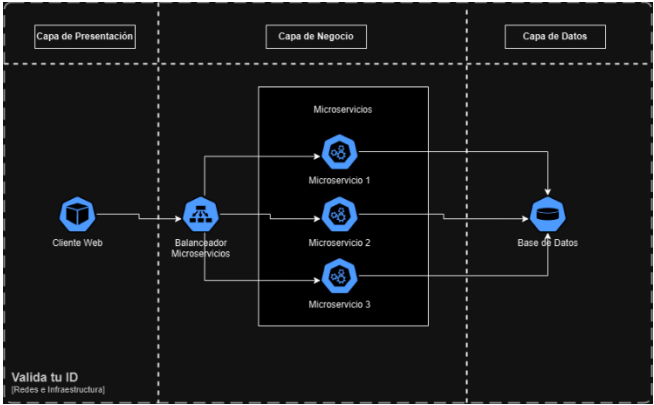 Capa de Presentación
Capa de Negocio
Capa de Datos
Microservicios
Microservicio 1
Cliente Web
Balanceador
Microservicios
Microservicio 2
Base de Datos
Microservicio 3
Valida tu ID
[Redes e Infraestructura]